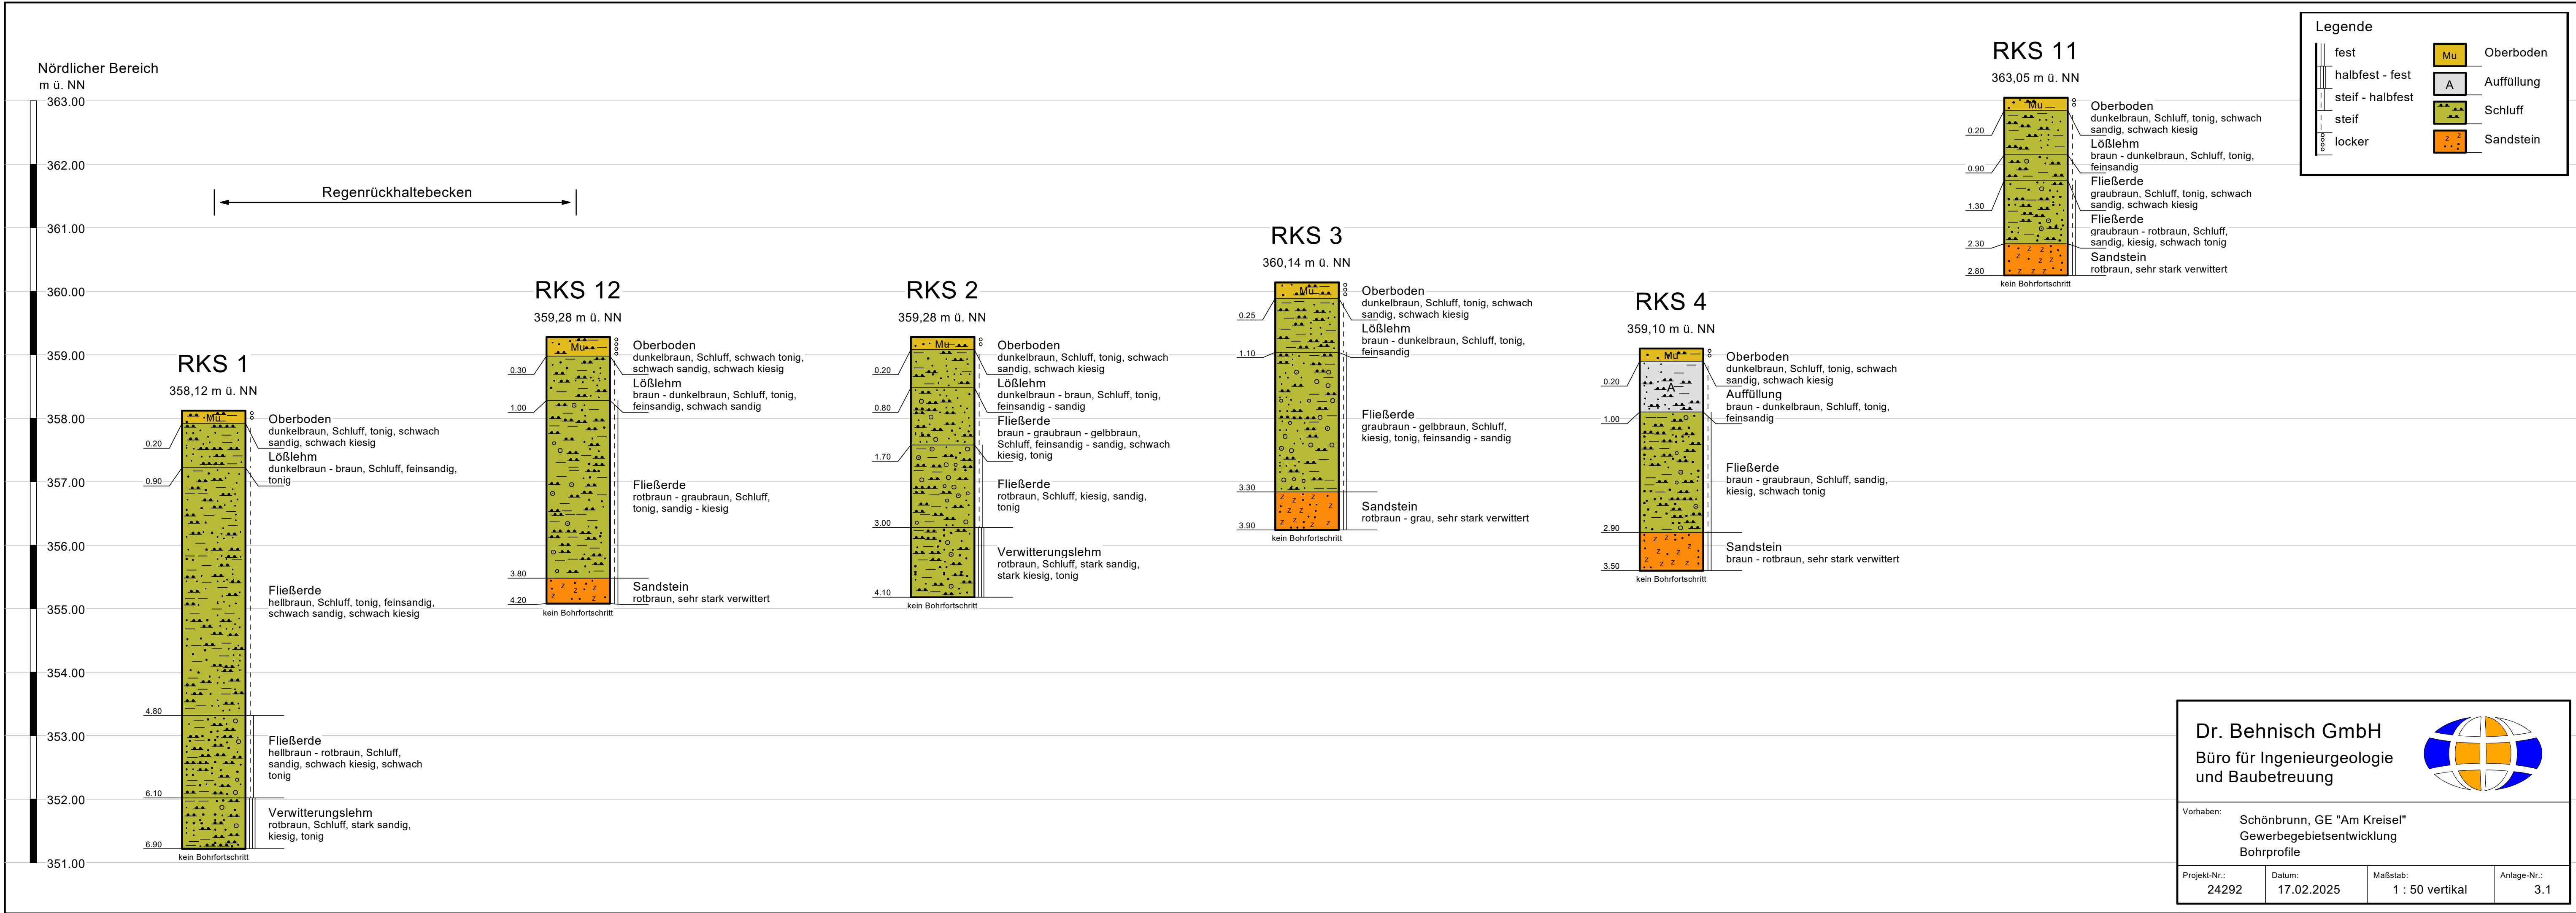 Nördlicher Bereich
m ü. NN
363.00
362.00
361.00
360.00
359.00
358.00
357.00
356.00
355.00
354.00
353.00
352.00
351.00
Regenrückhaltebecken
RKS 1
358,12 m ü. NN
Mu
0.20
0.90
4.80
6.10
6.90
Oberboden
dunkelbraun, Schluff, tonig, schwach
sandig, schwach kiesig
Lößlehm
dunkelbraun - braun, Schluff, feinsandig,
tonig
Fließerde
hellbraun, Schluff, tonig, feinsandig,
schwach sandig, schwach kiesig
Fließerde
hellbraun - rotbraun, Schluff,
sandig, schwach kiesig, schwach
tonig
Verwitterungslehm
rotbraun, Schluff, stark sandig,
kiesig, tonig
kein Bohrfortschritt
RKS 12
359,28 m ü. NN
Mu
0.30
1.00
3.80
4.20
Oberboden
dunkelbraun, Schluff, schwach tonig,
schwach sandig, schwach kiesig
Lößlehm
braun - dunkelbraun, Schluff, tonig,
feinsandig, schwach sandig
Fließerde
rotbraun - graubraun, Schluff,
tonig, sandig - kiesig
Sandstein
rotbraun, sehr stark verwittert
kein Bohrfortschritt
RKS 2
359,28 m ü. NN
Mu
0.20
0.80
1.70
3.00
4.10
Oberboden
dunkelbraun, Schluff, tonig, schwach
sandig, schwach kiesig
Lößlehm
dunkelbraun - braun, Schluff, tonig,
feinsandig - sandig
Fließerde
braun - graubraun - gelbbraun,
Schluff, feinsandig - sandig, schwach
kiesig, tonig
Fließerde
rotbraun, Schluff, kiesig, sandig,
tonig
Verwitterungslehm
rotbraun, Schluff, stark sandig,
stark kiesig, tonig
kein Bohrfortschritt
RKS 3
360,14 m ü. NN
Mu
0.25
1.10
3.30
3.90
Oberboden
dunkelbraun, Schluff, tonig, schwach
sandig, schwach kiesig
Lößlehm
braun - dunkelbraun, Schluff, tonig,
feinsandig
Fließerde
graubraun - gelbbraun, Schluff,
kiesig, tonig, feinsandig - sandig
Sandstein
rotbraun - grau, sehr stark verwittert
kein Bohrfortschritt
RKS 4
359,10 m ü. NN
Mu
A
0.20
1.00
2.90
3.50
Oberboden
dunkelbraun, Schluff, tonig, schwach
sandig, schwach kiesig
Auffüllung
braun - dunkelbraun, Schluff, tonig,
feinsandig
Fließerde
braun - graubraun, Schluff, sandig,
kiesig, schwach tonig
Sandstein
braun - rotbraun, sehr stark verwittert
kein Bohrfortschritt
RKS 11
363,05 m ü. NN
Mu
0.20
0.90
1.30
2.30
2.80
Oberboden
dunkelbraun, Schluff, tonig, schwach
sandig, schwach kiesig
Lößlehm
braun - dunkelbraun, Schluff, tonig,
feinsandig
Fließerde
graubraun, Schluff, tonig, schwach
sandig, schwach kiesig
Fließerde
graubraun - rotbraun, Schluff,
sandig, kiesig, schwach tonig
Sandstein
rotbraun, sehr stark verwittert
kein Bohrfortschritt
Legende
fest
halbfest - fest
steif - halbfest
steif
locker
Mu Oberboden
A Auffüllung
Schluff
Sandstein
Dr. Behnisch GmbH
Büro für Ingenieurgeologie
und Baubetreuung
Vorhaben:
Schönbrunn, GE "Am Kreisel"
Gewerbegebietsentwicklung
Bohrprofile
Projekt-Nr.: 24292
Datum: 17.02.2025
Maßstab: 1 : 50 vertikal
Anlage-Nr.: 3.1